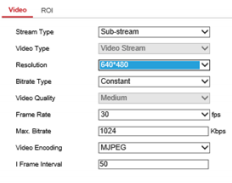 Video ROI
Stream Type Sub-stream
Video Type Video Stream
Resolution 640*480
Bitrate Type Constant
Video Quality Medium
Frame Rate 30 fps
Max. Bitrate 1024 Kbps
Video Encoding MJPEG
I Frame Interval 50